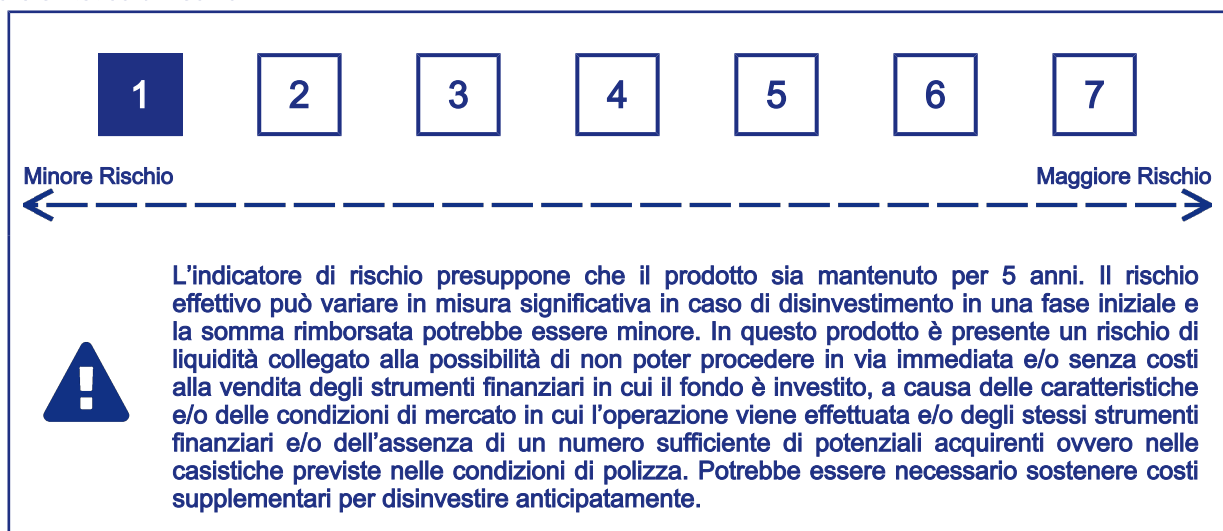 1 2 3 4 5 6 7
Minore Rischio Maggiore Rischio
L'indicatore di rischio presuppone che il prodotto sia mantenuto per 5 anni. Il rischio
effettivo può variare in misura significativa in caso di disinvestimento in una fase iniziale e
la somma rimborsata potrebbe essere minore. In questo prodotto è presente un rischio di
liquidità collegato alla possibilità di non poter procedere in via immediata e/o senza costi
alla vendita degli strumenti finanziari in cui il fondo è investito, a causa delle caratteristiche
e/o delle condizioni di mercato in cui l'operazione viene effettuata e/o degli stessi strumenti
finanziari e/o dell'assenza di un numero sufficiente di potenziali acquirenti ovvero nelle
casistiche previste nelle condizioni di polizza. Potrebbe essere necessario sostenere costi
supplementari per disinvestire anticipatamente.